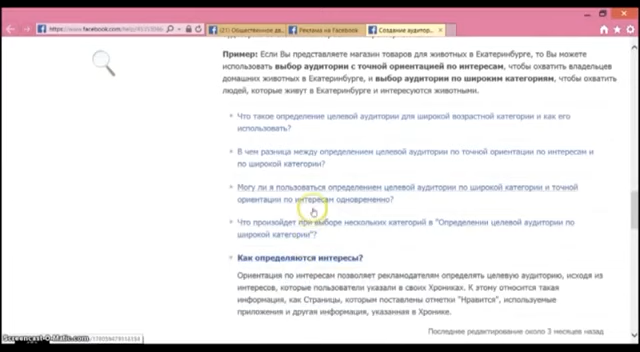 https://www.facebook.com/help/
(21) Общественное дв...
Реклама на Facebook
Создание аудитор...
Пример: Если Вы представляете магазин товаров для животных в Екатеринбурге, то Вы можете
использовать выбор аудитории с точной ориентацией по интересам, чтобы охватить владельцев
домашних животных в Екатеринбурге, и выбор аудитории по широким категориям, чтобы охватить
людей, которые живут в Екатеринбурге и интересуются животными.
Что такое определение целевой аудитории для широкой возрастной категории и как его
использовать?
В чем разница между определением целевой аудитории по точной ориентации по интересам и
по широкой категории?
Могу ли я пользоваться определением целевой аудитории по широкой категории и точной
ориентации по интересам одновременно?
Что произойдет при выборе нескольких категорий в "Определении целевой аудитории по
широкой категории"?
Как определяются интересы?
Ориентация по интересам позволяет рекламодателям определять целевую аудиторию, исходя из
интересов, которые пользователи указали в своих Хрониках. К этому относится такая
информация, как Страницы, которым поставлены отметки "Нравится", используемые
приложения и другая информация, указанная в Хронике.
Последнее редактирование около 3 месяцев назад
Screencast-O-Matic.com